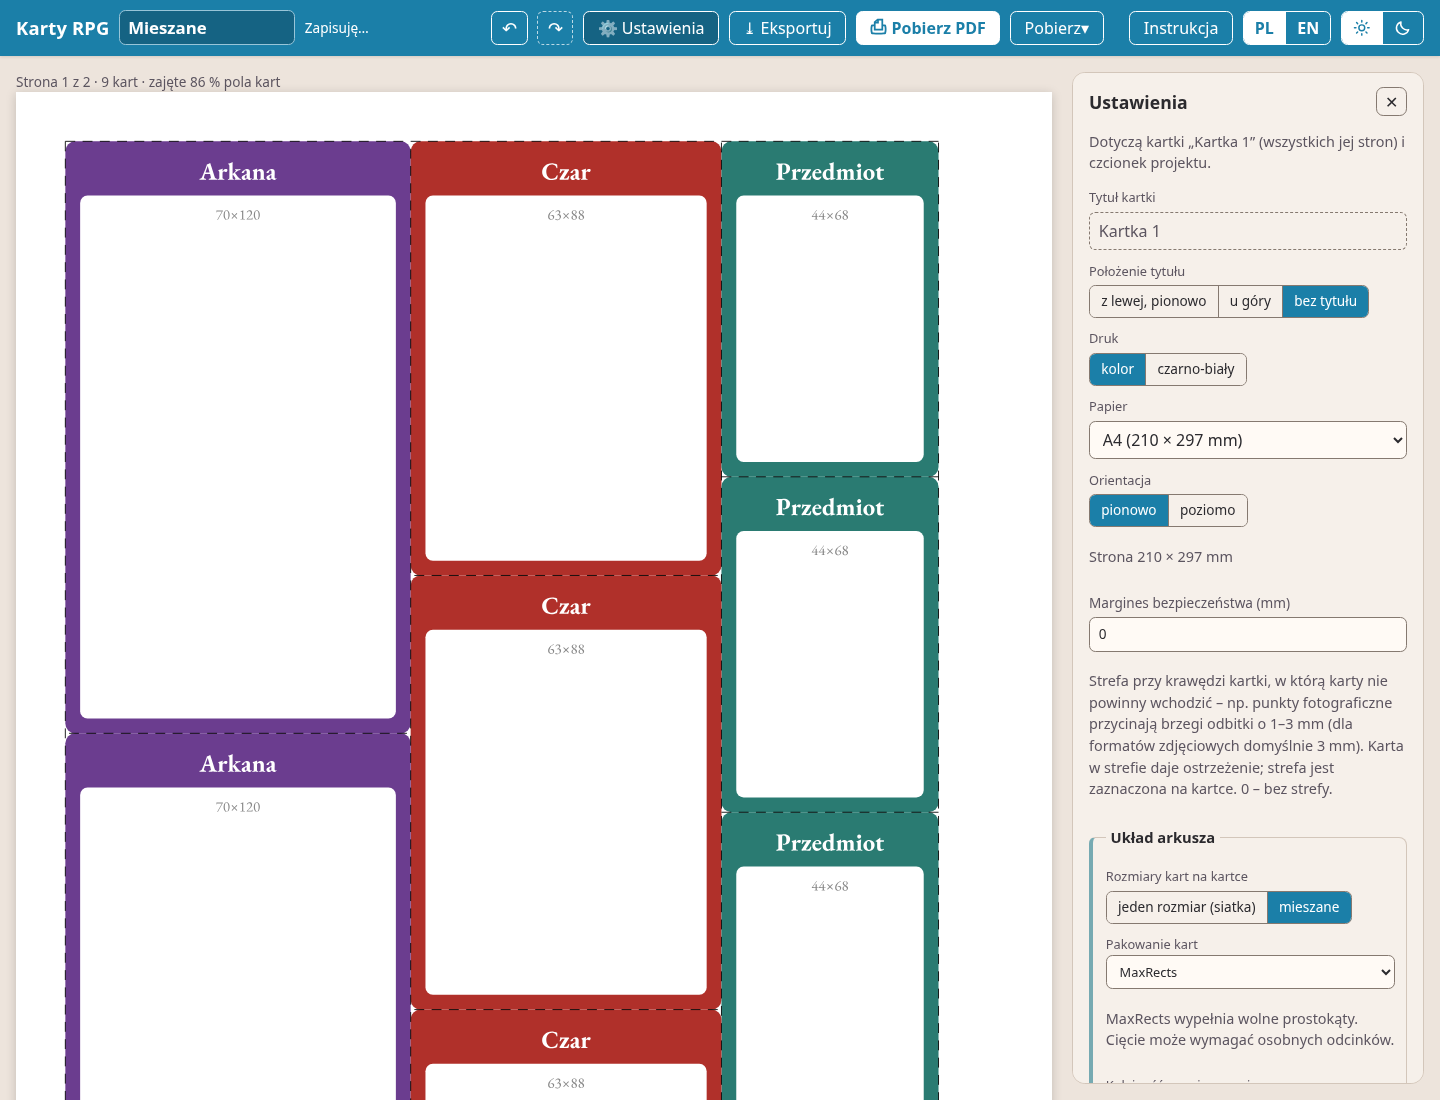 Karty RPG
Mieszane
Zapisuję...
↶
↷
⚙️ Ustawienia
⤓ Eksportuj
Pobierz PDF
Pobierz▾
Instrukcja
PL
EN
Strona 1 z 2 · 9 kart · zajęte 86 % pola kart
Arkana
70×120
Czar
63×88
Przedmiot
44×68
Przedmiot
44×68
Czar
63×88
Arkana
70×120
Przedmiot
44×68
Czar
63×88
Ustawienia
✕
Dotyczą kartki „Kartka 1” (wszystkich jej stron) i
czcionek projektu.
Tytuł kartki
Kartka 1
Położenie tytułu
z lewej, pionowo
u góry
bez tytułu
Druk
kolor
czarno-biały
Papier
A4 (210 × 297 mm)
Orientacja
pionowo
poziomo
Strona 210 × 297 mm
Margines bezpieczeństwa (mm)
0
Strefa przy krawędzi kartki, w którą karty nie
powinny wchodzić – np. punkty fotograficzne
przycinają brzegi odbitki o 1–3 mm (dla
formatów zdjęciowych domyślnie 3 mm). Karta
w strefie daje ostrzeżenie; strefa jest
zaznaczona na kartce. 0 – bez strefy.
Układ arkusza
Rozmiary kart na kartce
jeden rozmiar (siatka)
mieszane
Pakowanie kart
MaxRects
MaxRects wypełnia wolne prostokąty.
Cięcie może wymagać osobnych odcinków.